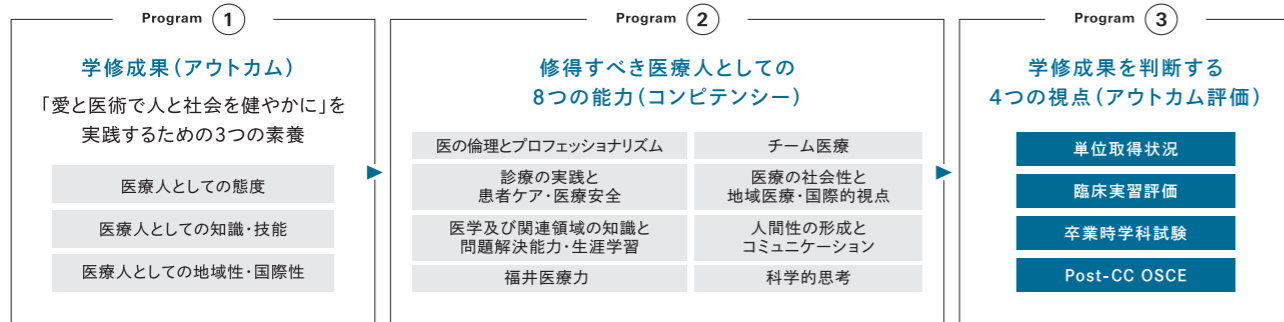 Program 1
学修成果（アウトカム）
「愛と医術で人と社会を健やかに」を
実践するための3つの素養
医療人としての態度
医療人としての知識・技能
医療人としての地域性・国際性
Program 2
修得すべき医療人としての
8つの能力（コンピテンシー）
医の倫理とプロフェッショナリズム
チーム医療
診療の実践と
患者ケア・医療安全
医療の社会性と
地域医療・国際的視点
医学及び関連領域の知識と
問題解決能力・生涯学習
人間性の形成と
コミュニケーション
福井医療力
科学的思考
Program 3
学修成果を判断する
4つの視点（アウトカム評価）
単位取得状況
臨床実習評価
卒業時学科試験
Post-CC OSCE